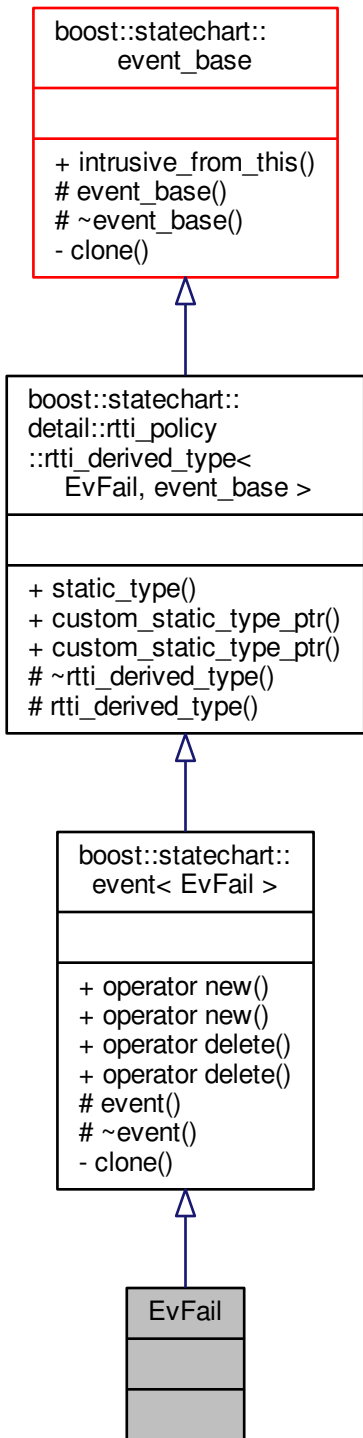 boost::statechart::
event_base
+ intrusive_from_this()
# event_base()
# ~event_base()
- clone()
boost::statechart::
detail::rtti_policy
::rtti_derived_type<
EvFail, event_base >
+ static_type()
+ custom_static_type_ptr()
+ custom_static_type_ptr()
# ~rtti_derived_type()
# rtti_derived_type()
boost::statechart::
event< EvFail >
+ operator new()
+ operator new()
+ operator delete()
+ operator delete()
# event()
# ~event()
- clone()
EvFail